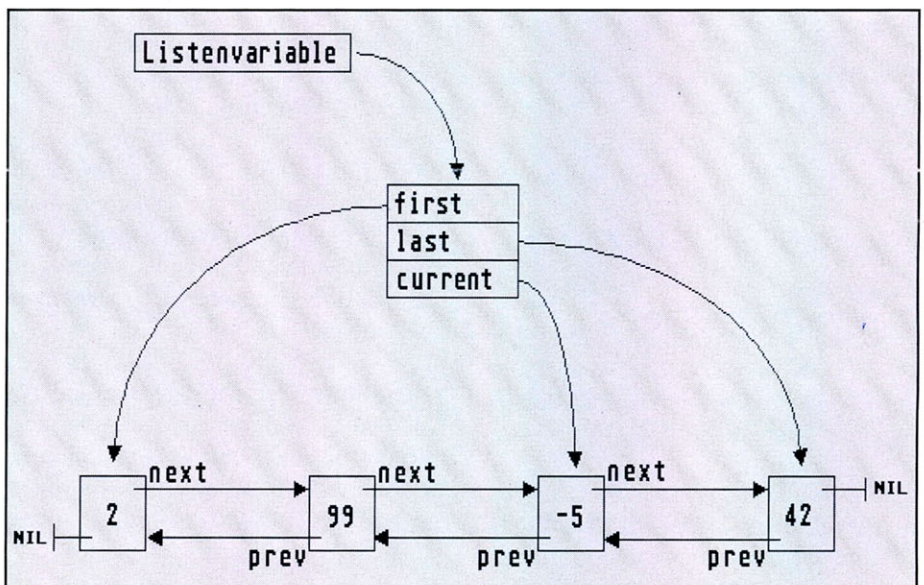 Listenvariable
first
last
current
next next next
2 99 -5 42 NIL
NIL
prev prev prev